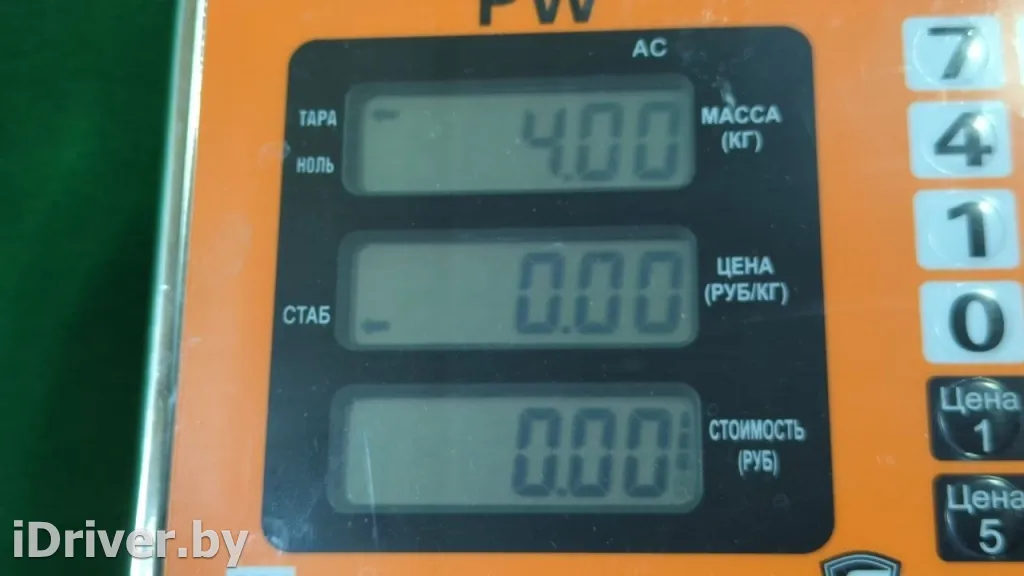 PW
AC
ТАРА
НОЛЬ
4.00
МАССА
(КГ)
СТАБ
0.00
ЦЕНА
(РУБ/КГ)
0.00
СТОИМОСТЬ
(РУБ)
7
4
1
0
Цена
1
Цена
5
iDriver.by